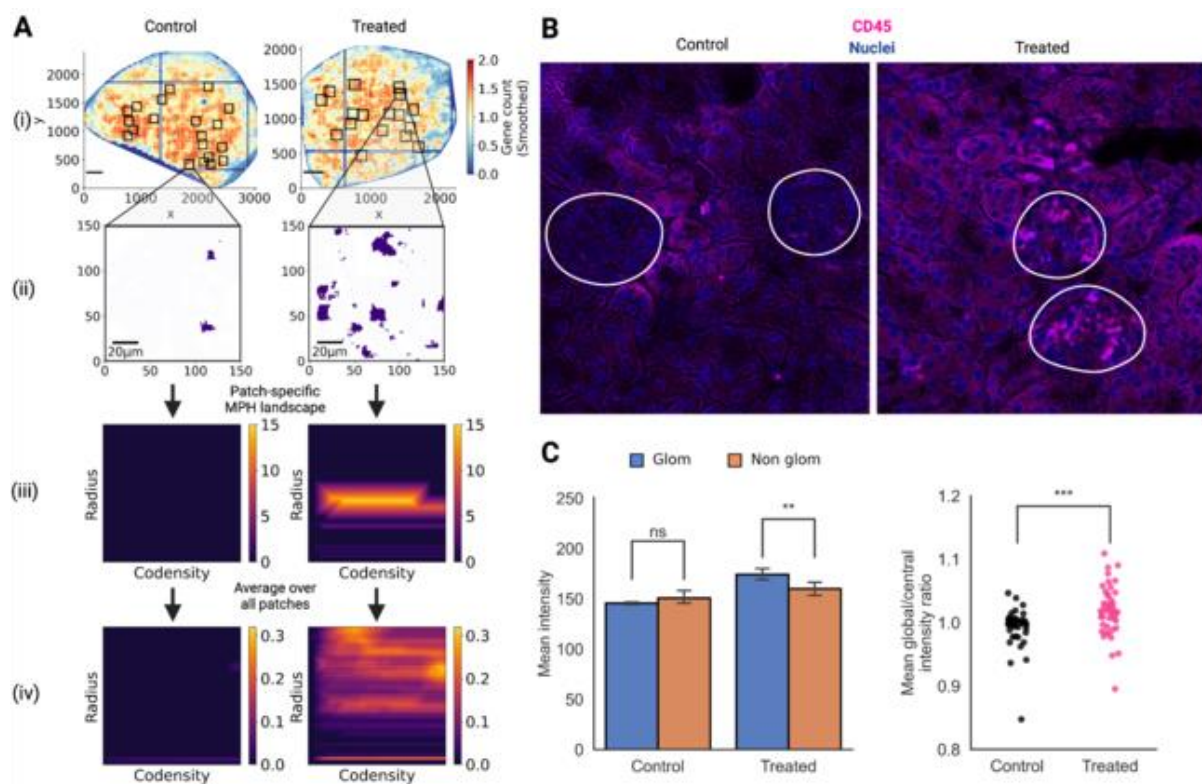 A
Control
Treated
(i)
y
2000
1500
1000
500
0
0
1000
2000
3000
2000
1500
1000
500
0
0
1000
2000
x
x
2.0
1.5
1.0
0.5
0.0
Gene count
(Smoothed)
(ii)
150
100
50
0
20µm
0
50
100
150
150
100
50
0
20µm
0
50
100
150
Patch-specific
MPH landscape
(iii)
Radius
Codensity
15
10
5
0
Radius
Codensity
15
10
5
0
Average over
all patches
(iv)
Radius
Codensity
0.3
0.2
0.1
0.0
Radius
Codensity
0.3
0.2
0.1
0.0
B
CD45
Nuclei
Control
Treated
C
Glom
Non glom
Mean intensity
250
200
150
100
50
0
ns
**
Control
Treated
Mean global/central
intensity ratio
1.2
1.1
1.0
0.9
0.8
***
Control
Treated